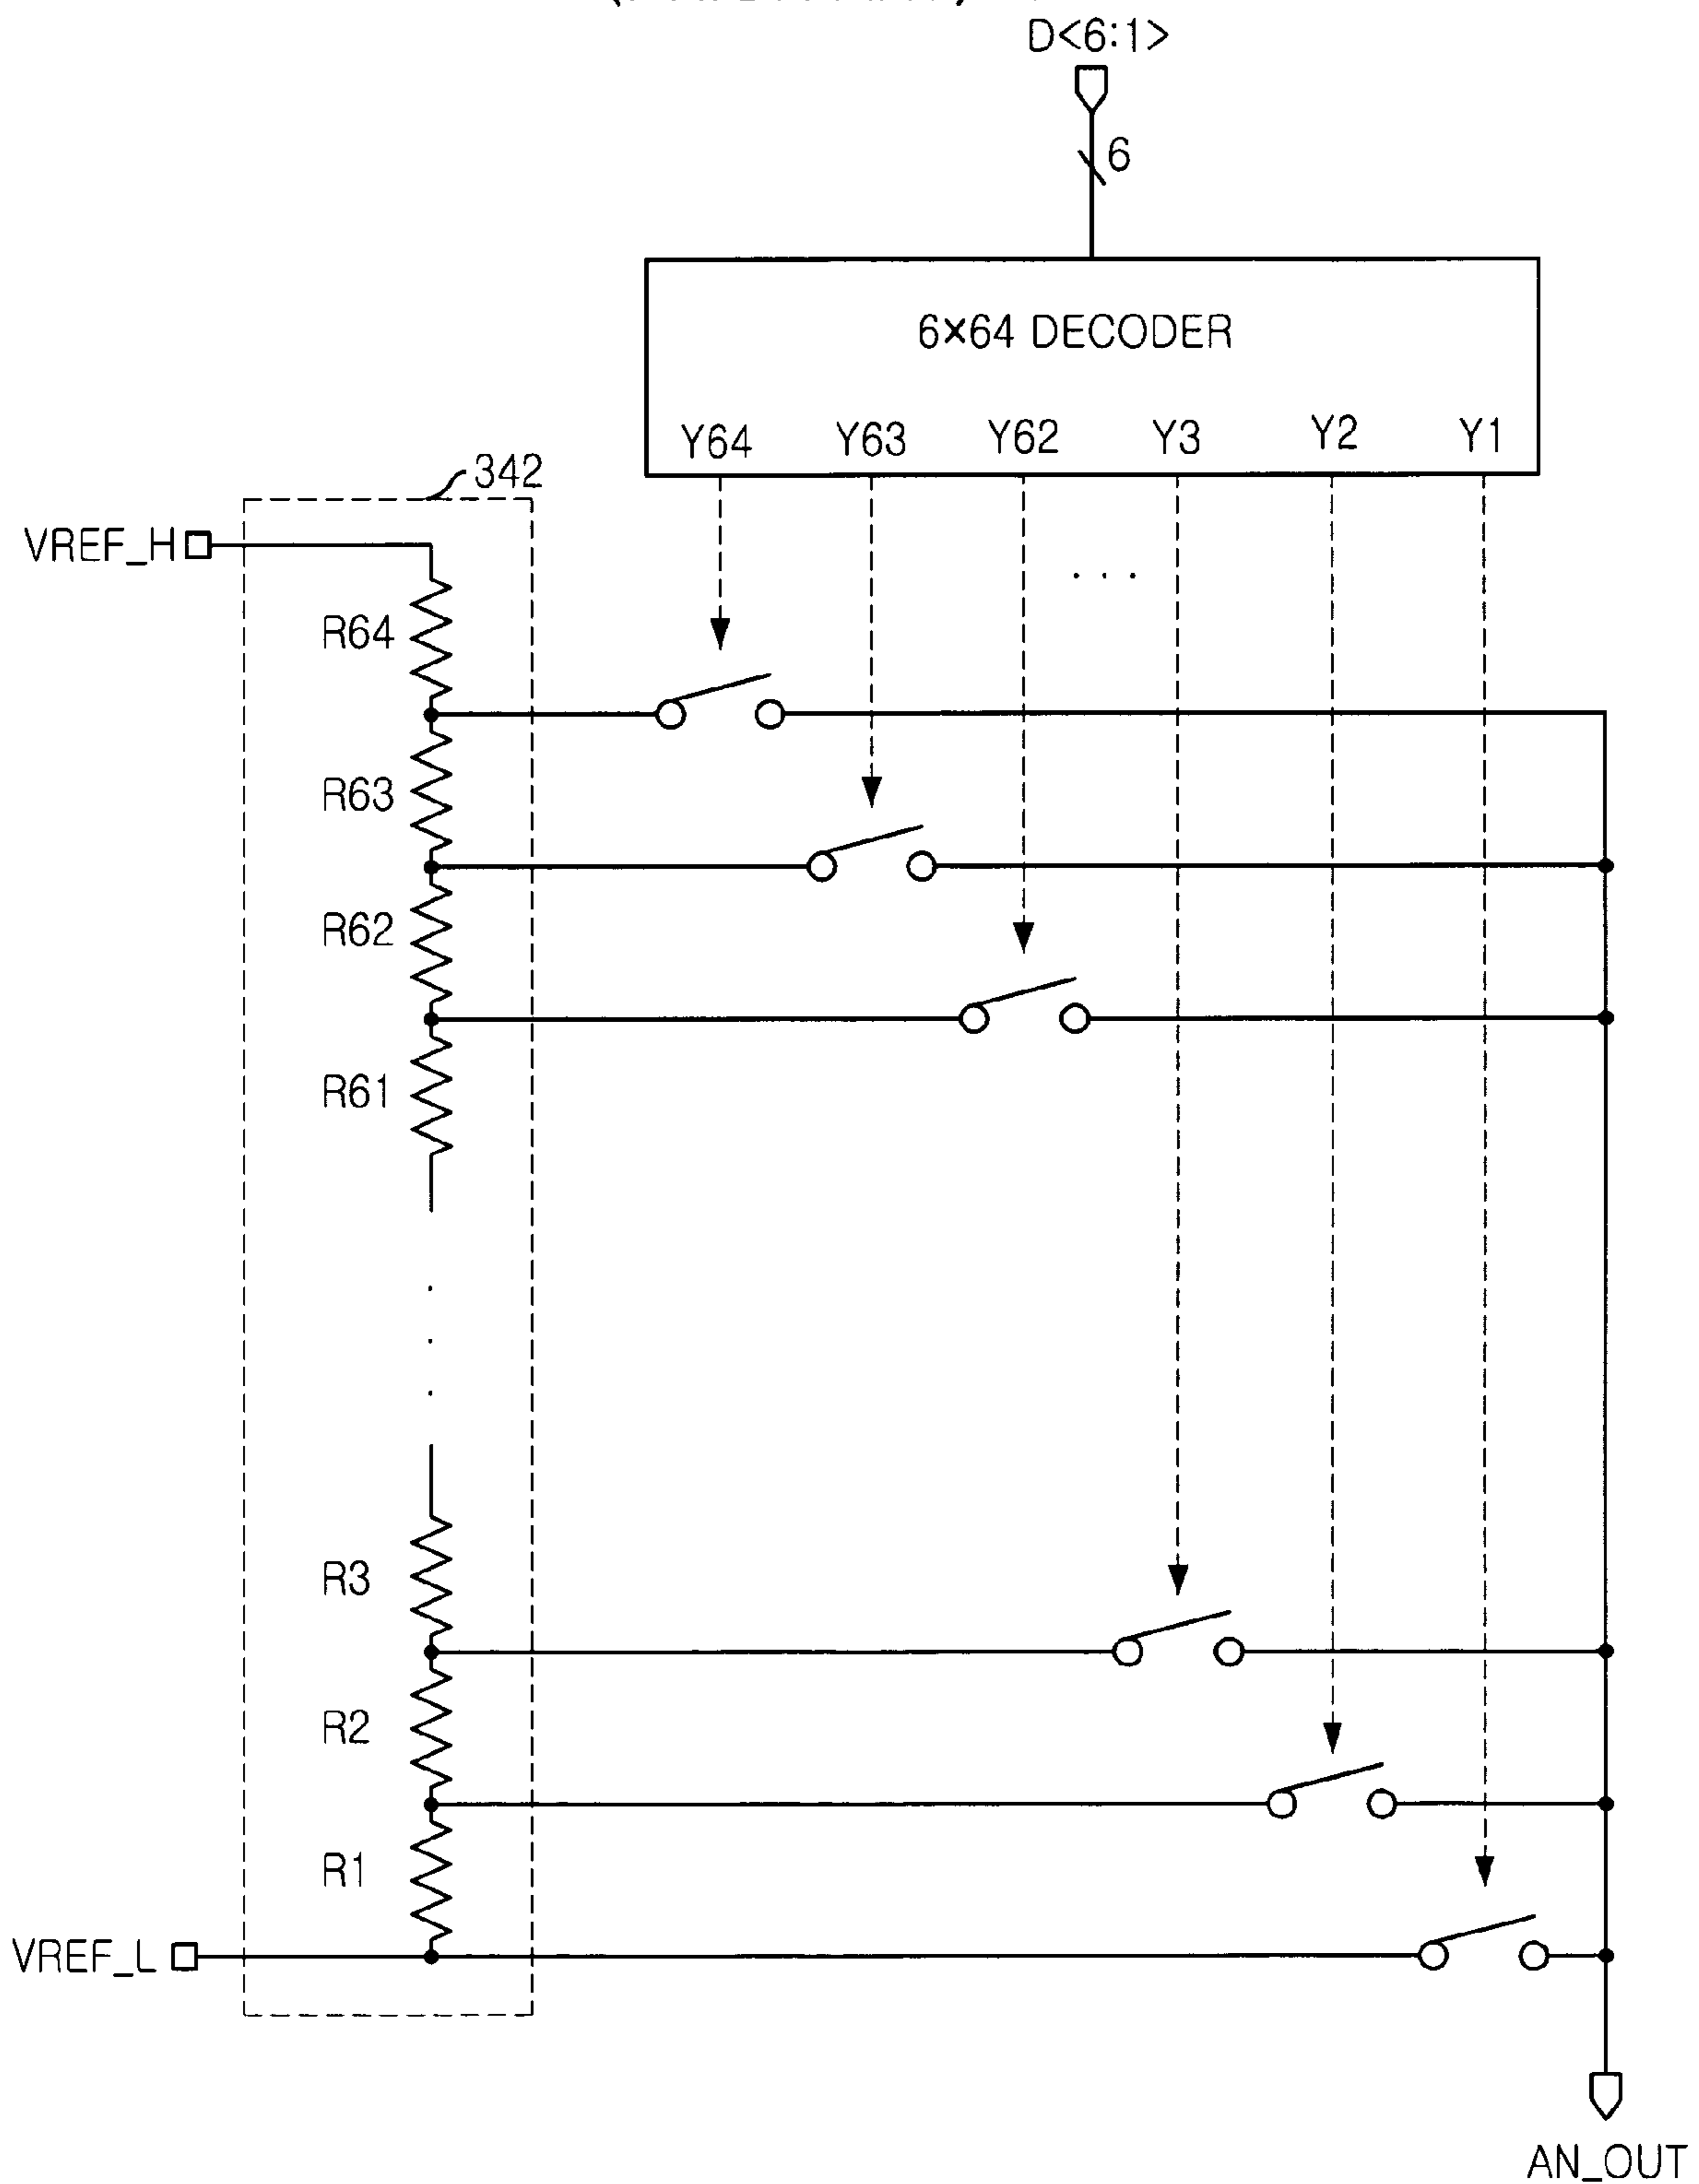 D<6:1>
6
6×64 DECODER
Y64 Y63 Y62 Y3 Y2 Y1
342
VREF_H
. . .
R64
R63
R62
R61
R3
R2
R1
VREF_L
AN_OUT